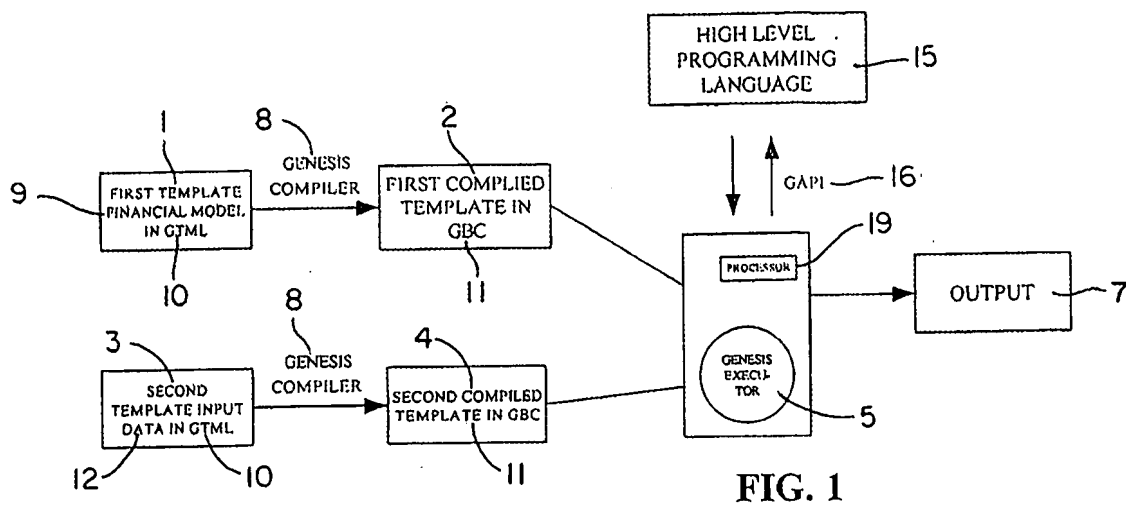 HIGH LEVEL
PROGRAMMING
LANGUAGE
15
1
8
2
GENESIS
COMPILER
GAPI
16
9
FIRST TEMPLATE
FINANCIAL MODEL
IN GTML
FIRST COMPLIED
TEMPLATE IN
GBC
19
PROCESSOR
10
11
OUTPUT
7
8
3
GENESIS
COMPILER
4
GENESIS
EXECU-
TOR
SECOND
TEMPLATE INPUT
DATA IN GTML
SECOND COMPILED
TEMPLATE IN GBC
5
12
10
11
FIG. 1